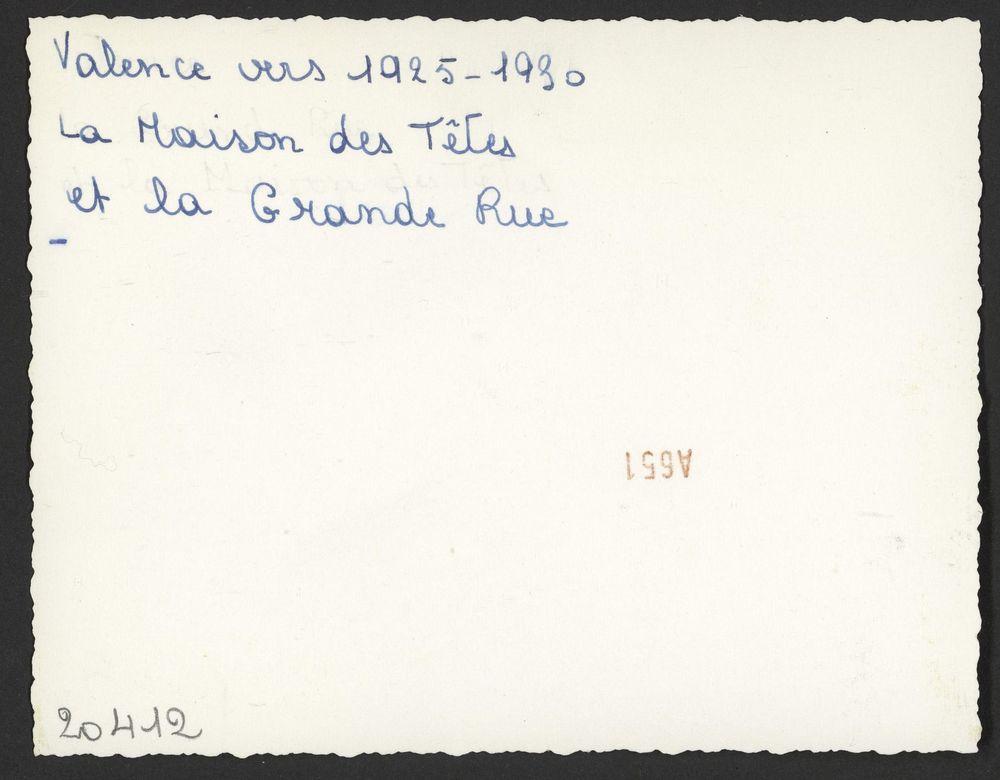 Valence vers 1925-1930
La Maison des Têtes
et la Grande Rue
-
A651
20412